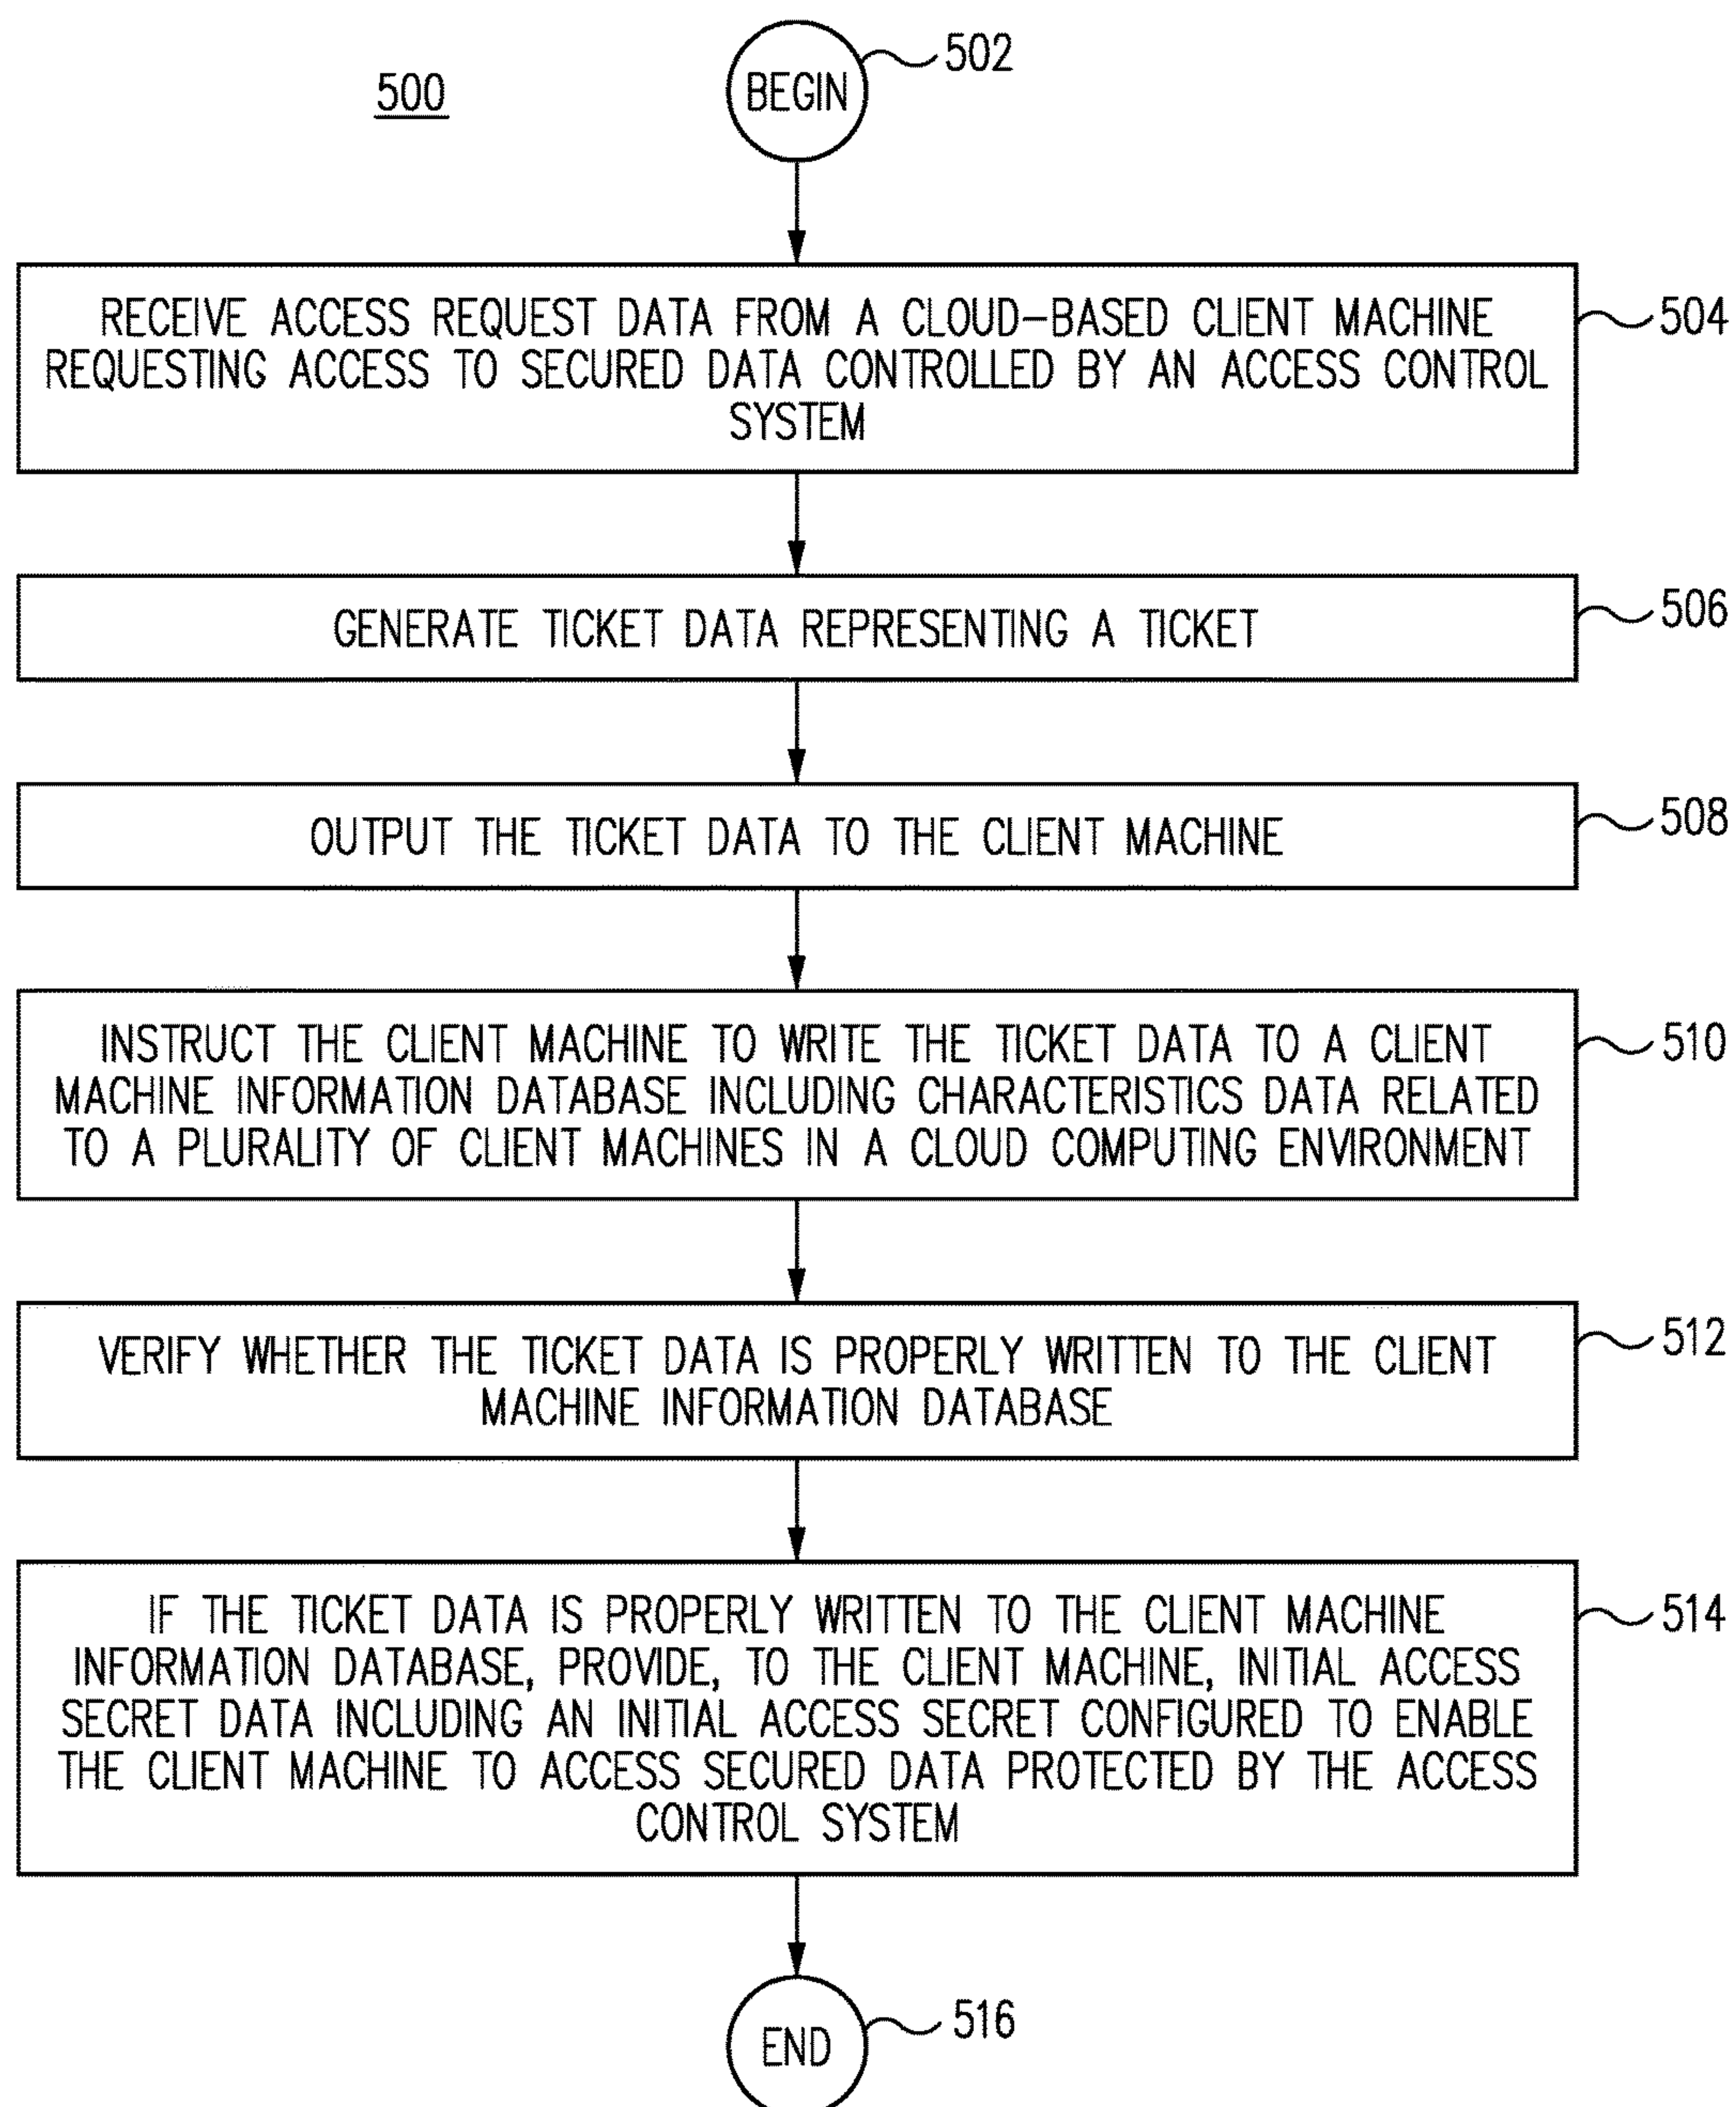 500
BEGIN
502
RECEIVE ACCESS REQUEST DATA FROM A CLOUD-BASED CLIENT MACHINE
REQUESTING ACCESS TO SECURED DATA CONTROLLED BY AN ACCESS CONTROL
SYSTEM
504
GENERATE TICKET DATA REPRESENTING A TICKET
506
OUTPUT THE TICKET DATA TO THE CLIENT MACHINE
508
INSTRUCT THE CLIENT MACHINE TO WRITE THE TICKET DATA TO A CLIENT
MACHINE INFORMATION DATABASE INCLUDING CHARACTERISTICS DATA RELATED
TO A PLURALITY OF CLIENT MACHINES IN A CLOUD COMPUTING ENVIRONMENT
510
VERIFY WHETHER THE TICKET DATA IS PROPERLY WRITTEN TO THE CLIENT
MACHINE INFORMATION DATABASE
512
IF THE TICKET DATA IS PROPERLY WRITTEN TO THE CLIENT MACHINE
INFORMATION DATABASE, PROVIDE, TO THE CLIENT MACHINE, INITIAL ACCESS
SECRET DATA INCLUDING AN INITIAL ACCESS SECRET CONFIGURED TO ENABLE
THE CLIENT MACHINE TO ACCESS SECURED DATA PROTECTED BY THE ACCESS
CONTROL SYSTEM
514
END
516